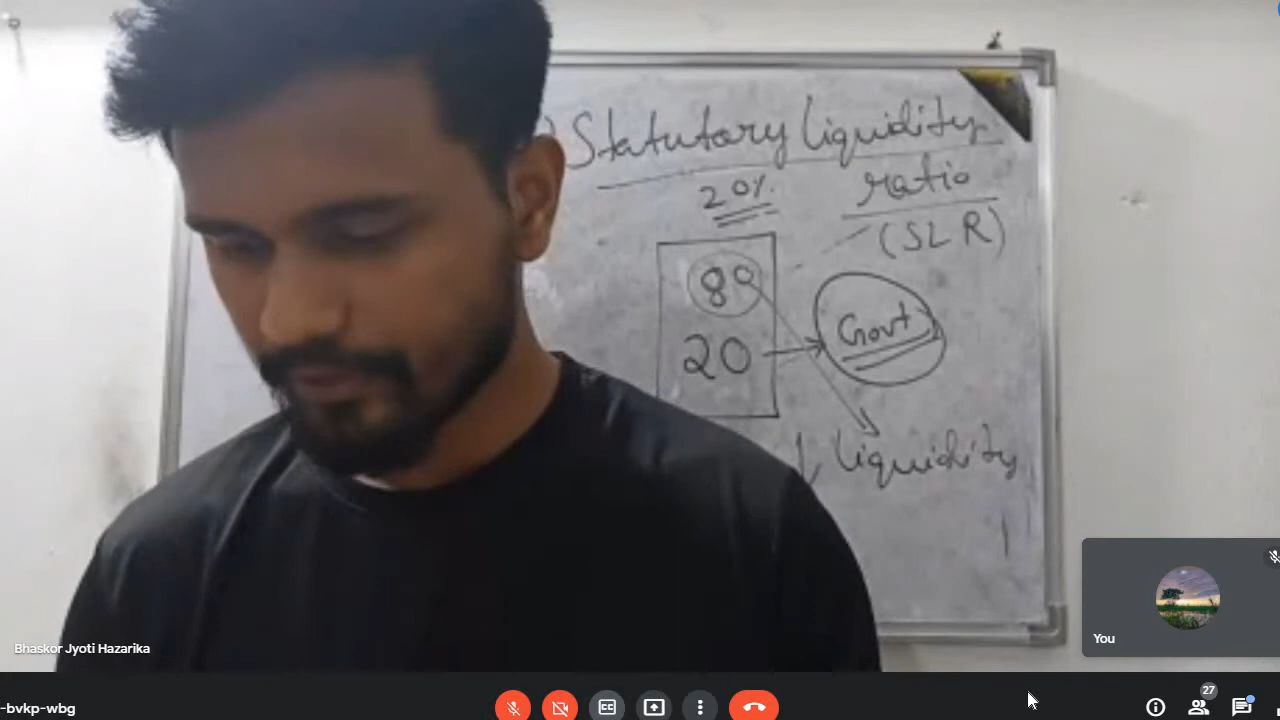 Statutory liquidity
ratio
20%
(SLR)
80
20
Govt
liquidity
Bhaskor Jyoti Hazarika
You
27
-bvkp-wbg